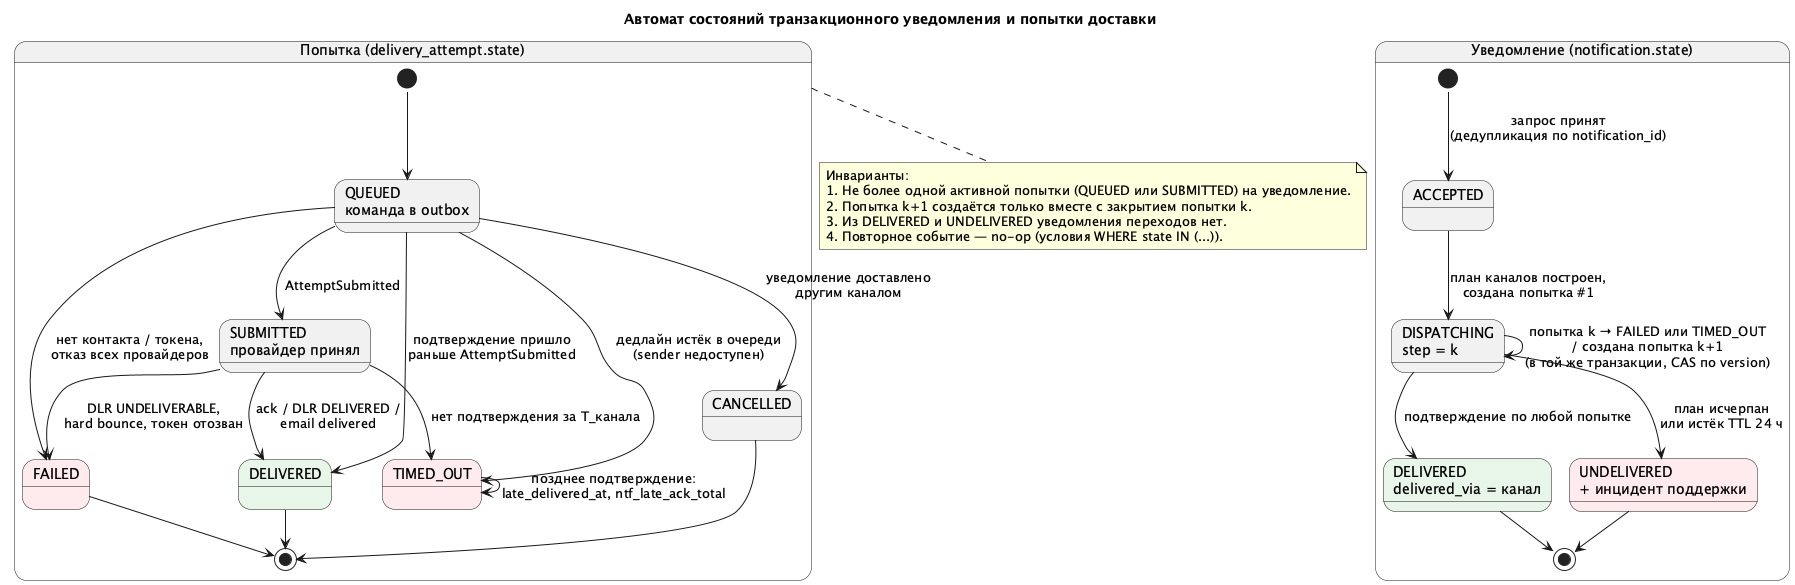 Автомат состояний транзакционного уведомления и попытки доставки
Попытка (delivery_attempt.state)
QUEUED
команда в outbox
AttemptSubmitted
SUBMITTED
провайдер принял
нет контакта / токена,
отказ всех провайдеров
подтверждение пришло
раньше AttemptSubmitted
дедлайн истёк в очереди
(sender недоступен)
уведомление доставлено
другим каналом
CANCELLED
DLR UNDELIVERABLE,
hard bounce, токен отозван
ack / DLR DELIVERED /
email delivered
нет подтверждения за T_канала
FAILED
DELIVERED
TIMED_OUT
позднее подтверждение:
late_delivered_at, ntf_late_ack_total
Инварианты:
1. Не более одной активной попытки (QUEUED или SUBMITTED) на уведомление.
2. Попытка k+1 создаётся только вместе с закрытием попытки k.
3. Из DELIVERED и UNDELIVERED уведомления переходов нет.
4. Повторное событие — no-op (условия WHERE state IN (...)).
Уведомление (notification.state)
запрос принят
(дедупликация по notification_id)
ACCEPTED
план каналов построен,
создана попытка #1
DISPATCHING
step = k
попытка k → FAILED или TIMED_OUT
/ создана попытка k+1
(в той же транзакции, CAS по version)
подтверждение по любой попытке
план исчерпан
или истёк TTL 24 ч
DELIVERED
delivered_via = канал
UNDELIVERED
+ инцидент поддержки